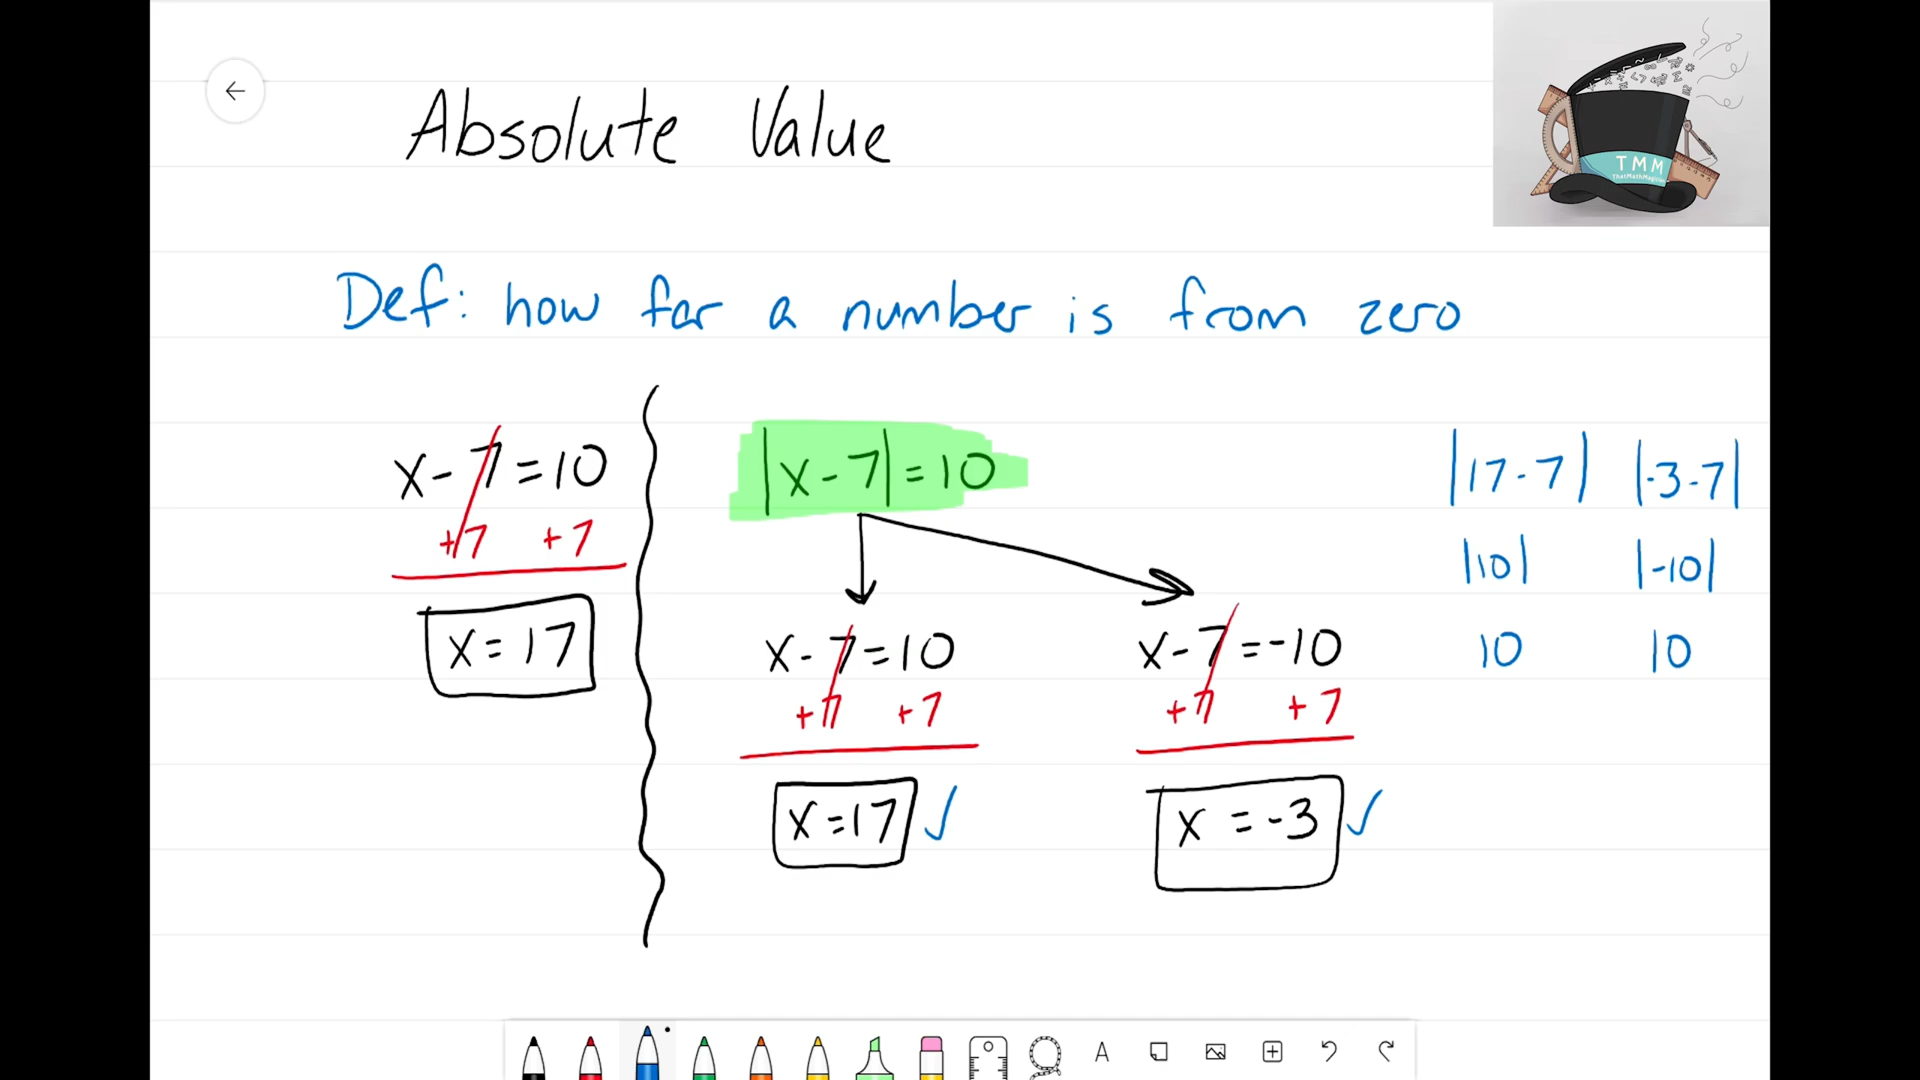 Absolute Value
TMM
ThatMathMagician
Def: how far a number is from zero
x-7=10
+7 +7
x=17
|x-7|=10
x-7=10
+7 +7
x=17 ✓
x-7=-10
+7 +7
x=-3 ✓
|17-7| |-3-7|
|10| |-10|
10 10
A